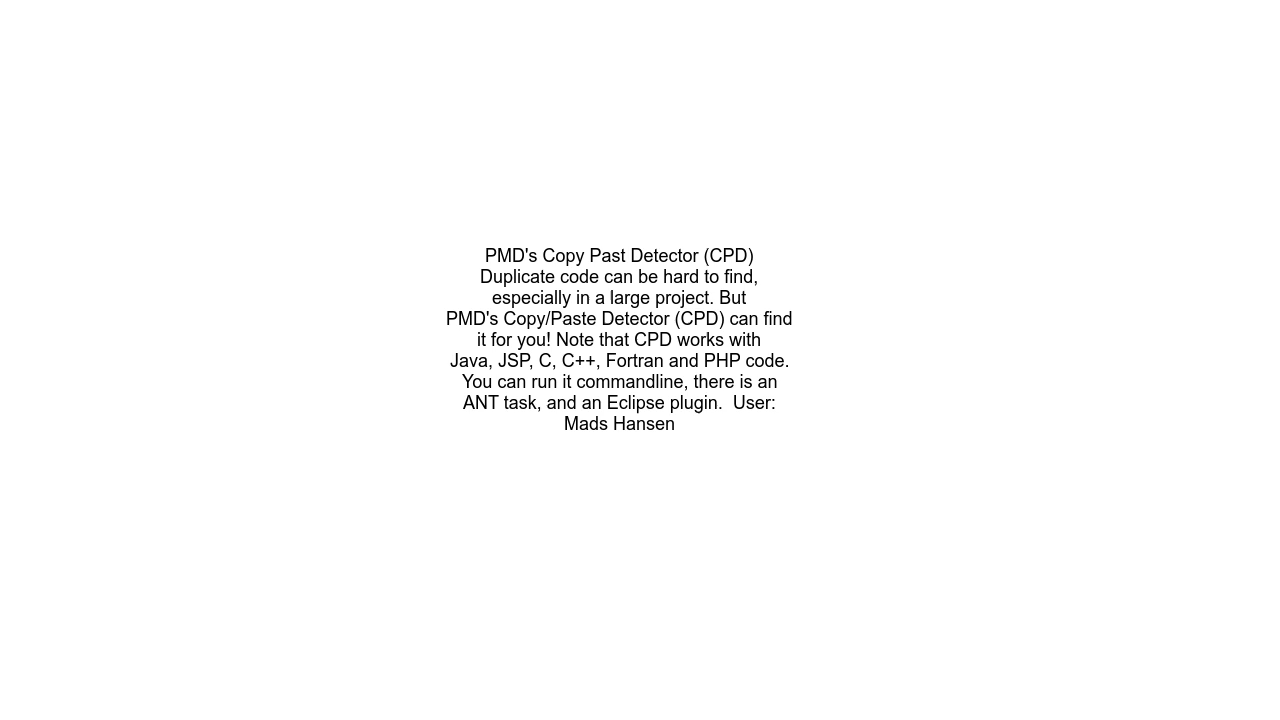 PMD's Copy Past Detector (CPD)
Duplicate code can be hard to find,
especially in a large project. But
PMD's Copy/Paste Detector (CPD) can find
it for you! Note that CPD works with
Java, JSP, C, C++, Fortran and PHP code.
You can run it commandline, there is an
ANT task, and an Eclipse plugin.  User:
Mads Hansen